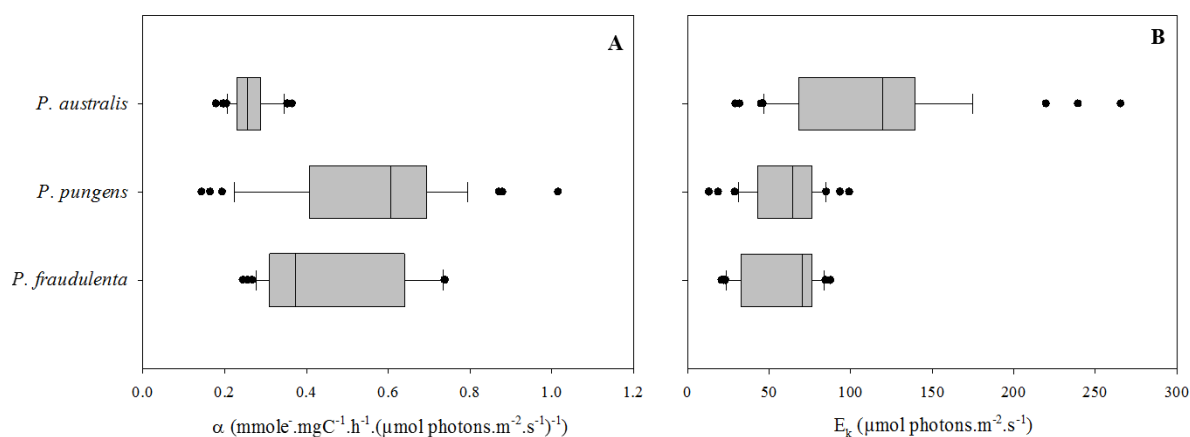 A
B
P. australis
P. pungens
P. fraudulenta
0.0 0.2 0.4 0.6 0.8 1.0 1.2
0 50 100 150 200 250 300
α (mmole⁻.mgC⁻¹.h⁻¹.(µmol photons.m⁻².s⁻¹)⁻¹)
Eₖ (µmol photons.m⁻².s⁻¹)